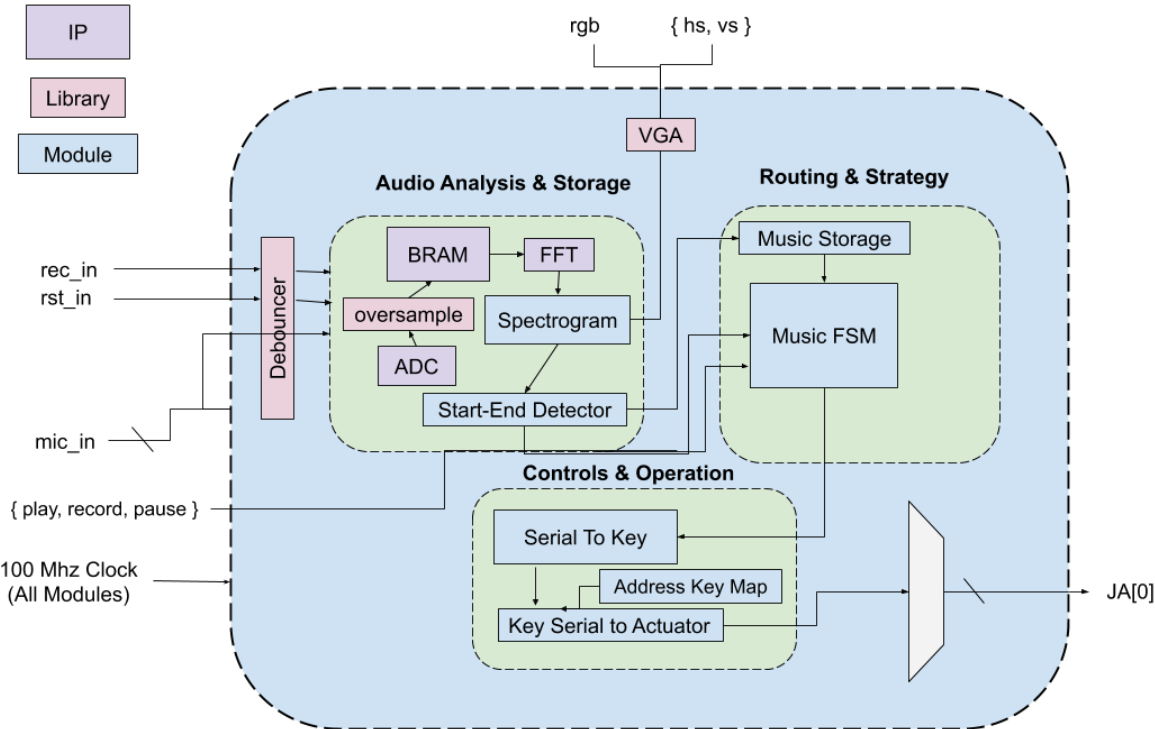 IP
Library
Module
rgb
{ hs, vs }
VGA
Audio Analysis & Storage
Routing & Strategy
BRAM
FFT
Music Storage
rec_in
rst_in
Debouncer
oversample
Spectrogram
Music FSM
ADC
Start-End Detector
mic_in
Controls & Operation
{ play, record, pause }
Serial To Key
100 Mhz Clock
(All Modules)
Address Key Map
JA[0]
Key Serial to Actuator